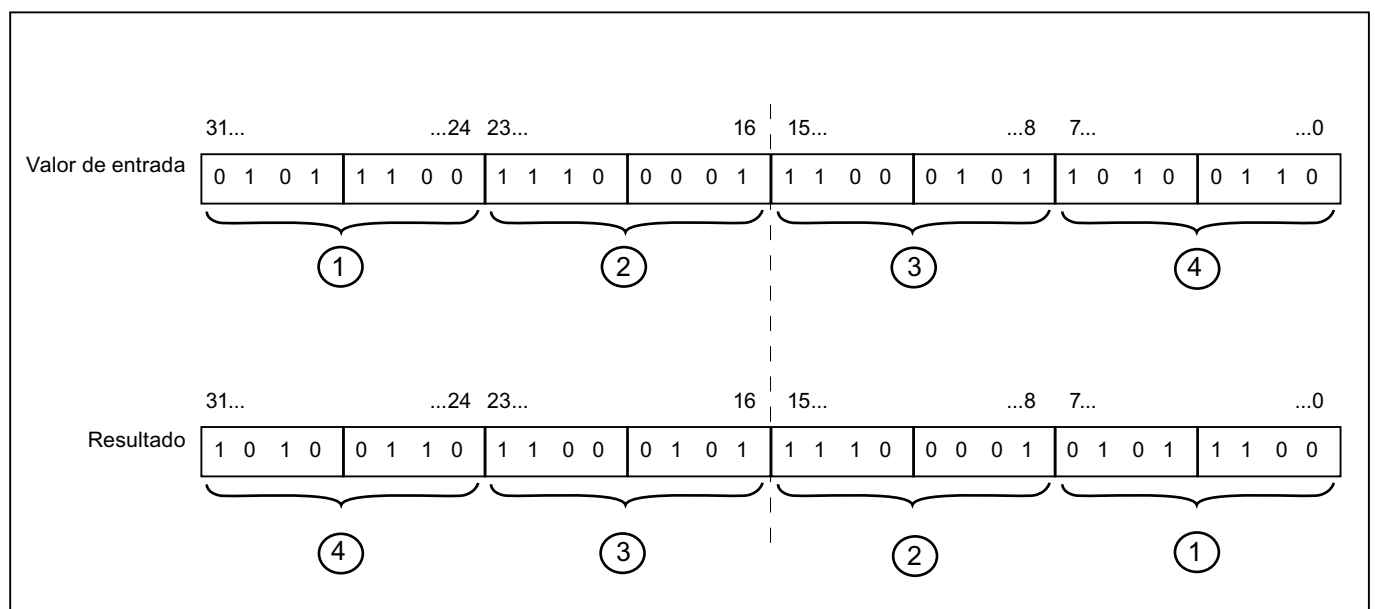 31... ...24 23... 16 15... ...8 7... ...0
Valor de entrada 0 1 0 1 1 1 0 0 1 1 1 0 0 0 0 1 1 1 0 0 0 1 0 1 1 0 1 0 0 1 1 0
1 2 3 4
31... ...24 23... 16 15... ...8 7... ...0
Resultado 1 0 1 0 0 1 1 0 1 1 0 0 0 1 0 1 1 1 1 0 0 0 0 1 0 1 0 1 1 1 0 0
4 3 2 1